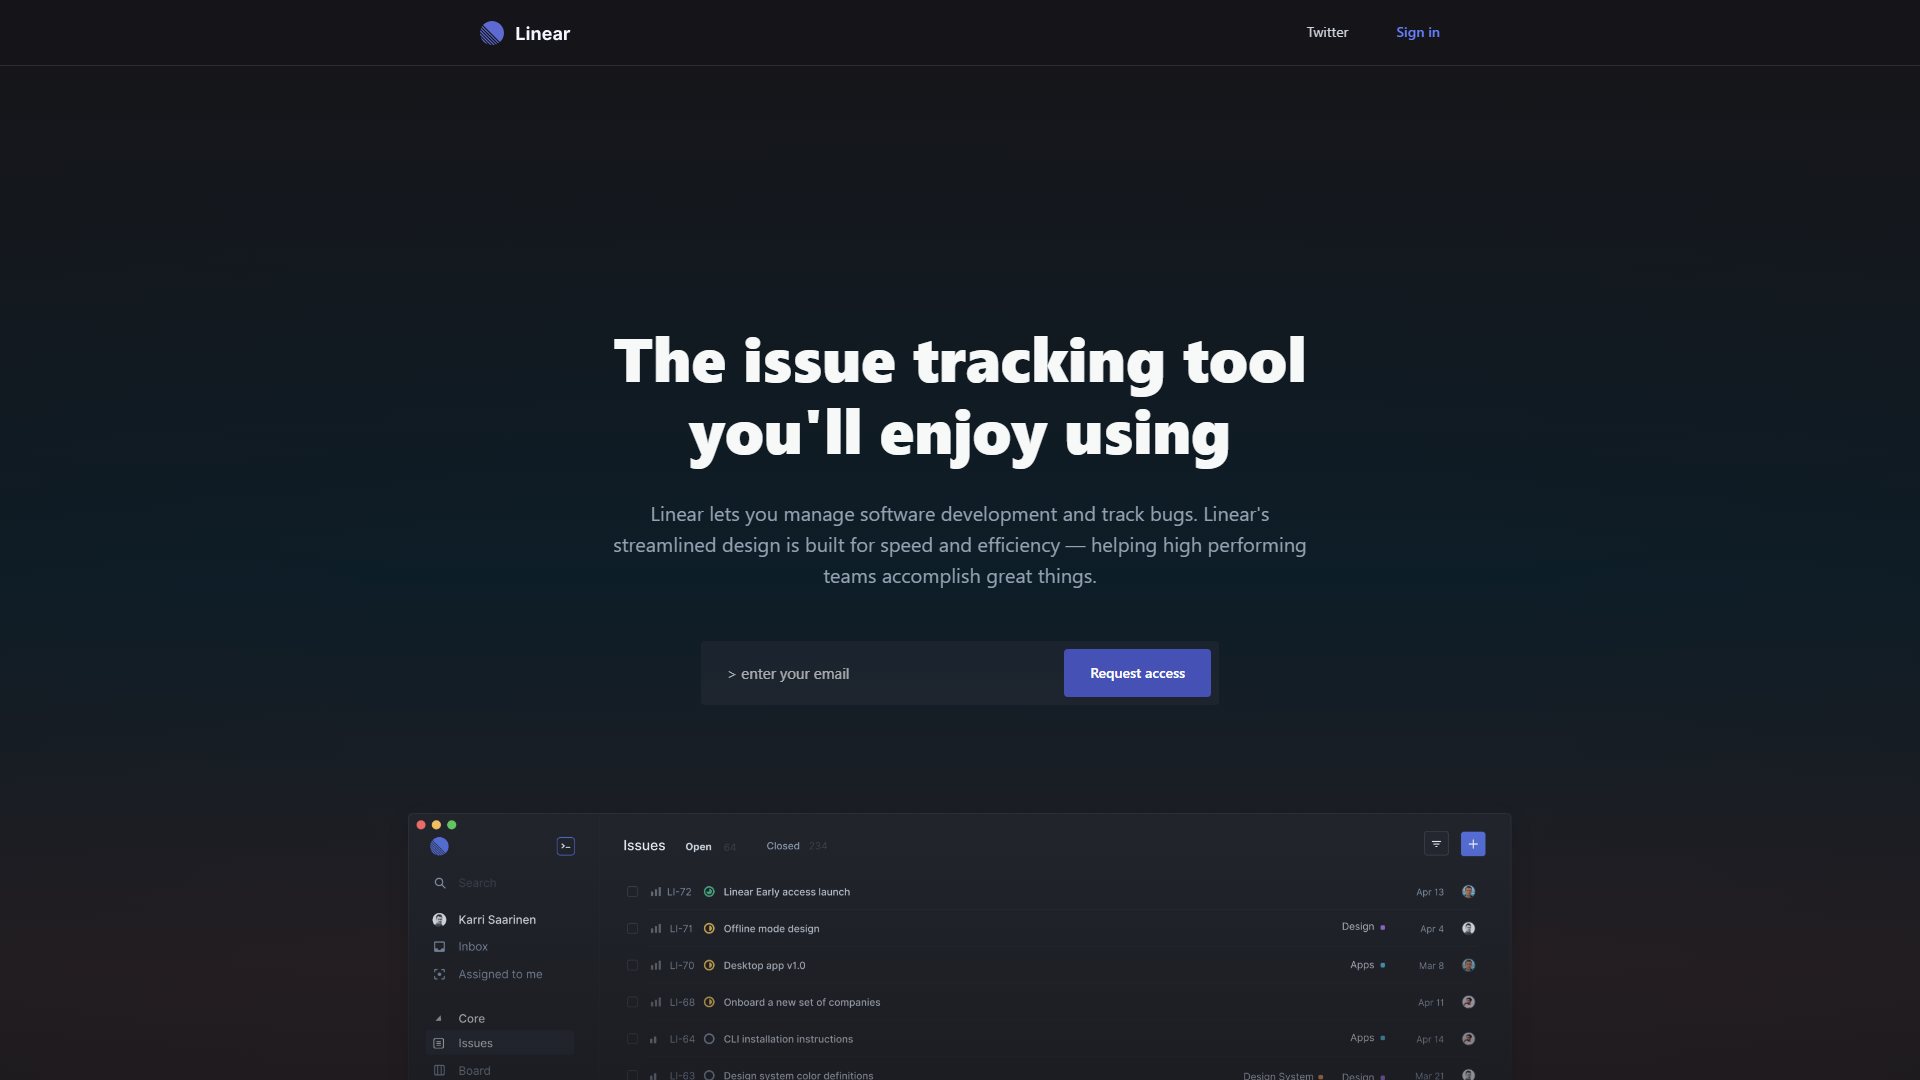 Linear
Twitter
Sign in
The issue tracking tool
you'll enjoy using
Linear lets you manage software development and track bugs. Linear's
streamlined design is built for speed and efficiency — helping high performing
teams accomplish great things.
> enter your email
Request access
Issues Open 64 Closed 234
Search
Karri Saarinen
Inbox
Assigned to me
Core
Issues
Board
LI-72 Linear Early access launch Apr 13
LI-71 Offline mode design Design Apr 4
LI-70 Desktop app v1.0 Apps Mar 8
LI-68 Onboard a new set of companies Apr 11
LI-64 CLI installation instructions Apps Apr 14
LI-63 Design system color definitions Design System Design Mar 21